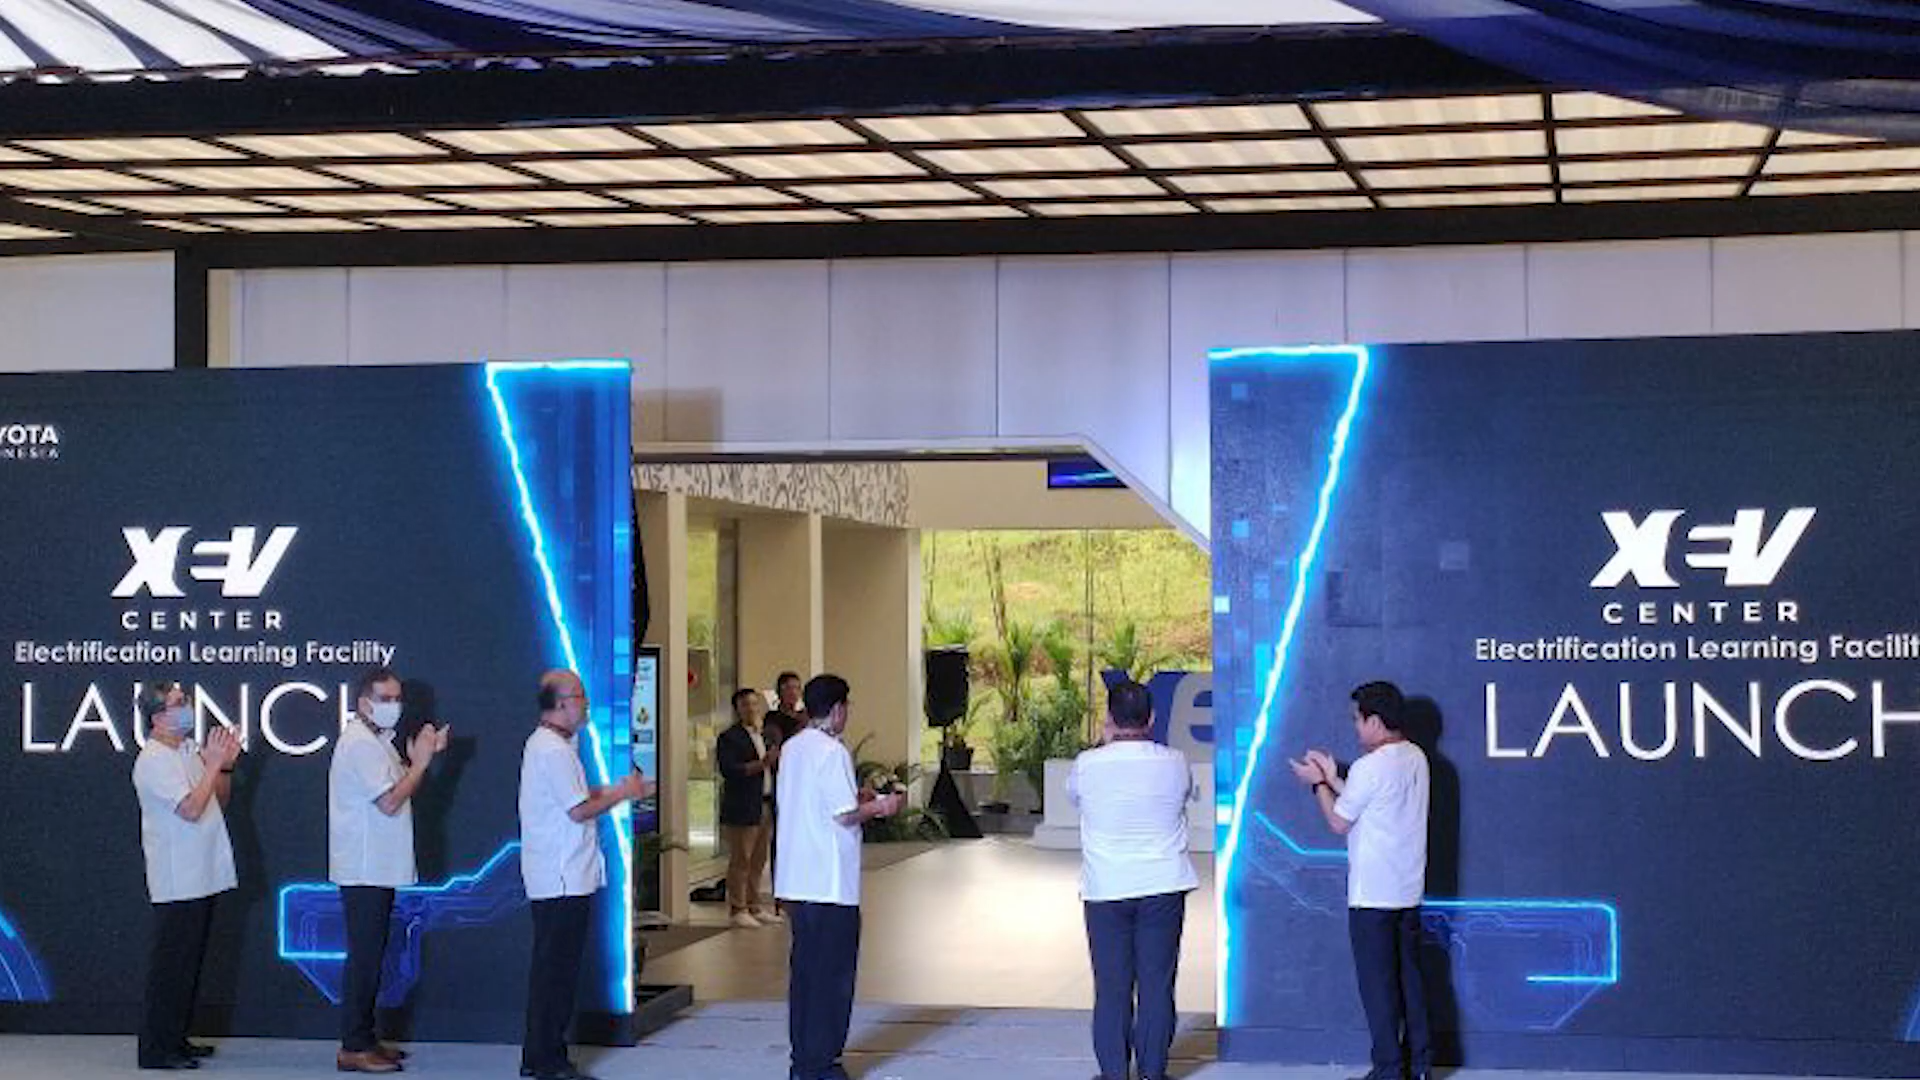 YOTA
NESIA
XEV
CENTER
Electrification Learning Facility
LAUNCH
XEV
CENTER
Electrification Learning Facilit
LAUNCH